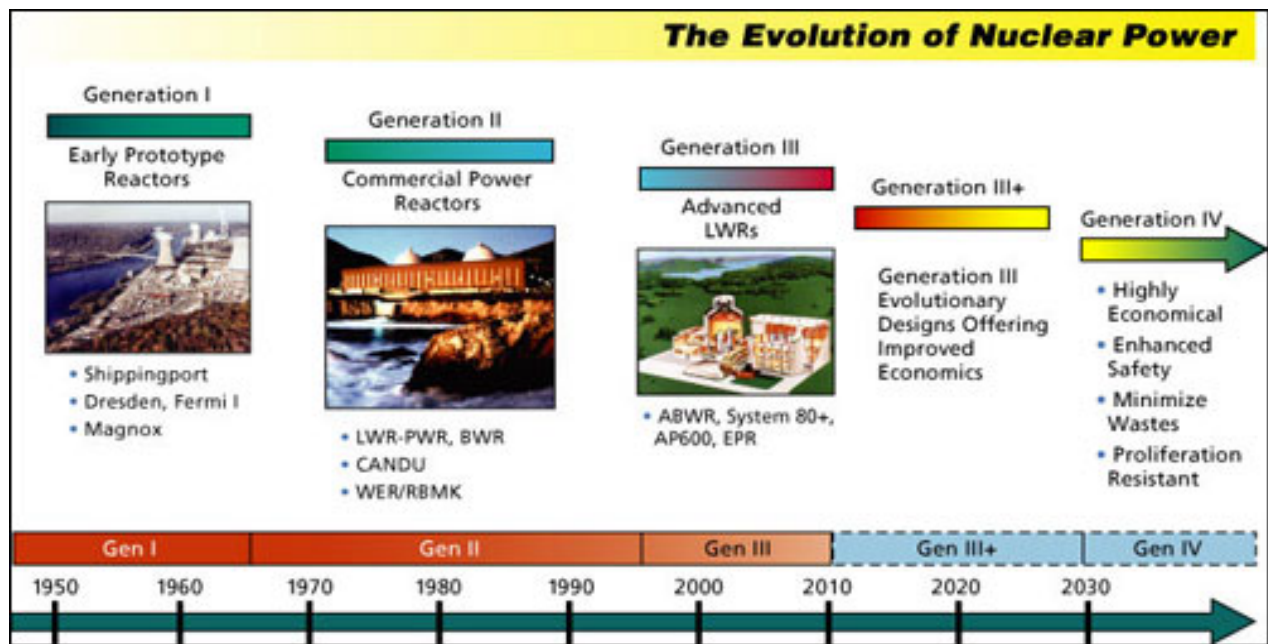 The Evolution of Nuclear Power
Generation I
Early Prototype
Reactors
• Shippingport
• Dresden, Fermi I
• Magnox
Generation II
Commercial Power
Reactors
• LWR-PWR, BWR
• CANDU
• WER/RBMK
Generation III
Advanced
LWRs
• ABWR, System 80+,
AP600, EPR
Generation III+
Generation III
Evolutionary
Designs Offering
Improved
Economics
Generation IV
• Highly
Economical
• Enhanced
Safety
• Minimize
Wastes
• Proliferation
Resistant
Gen I
Gen II
Gen III
Gen III+
Gen IV
1950
1960
1970
1980
1990
2000
2010
2020
2030